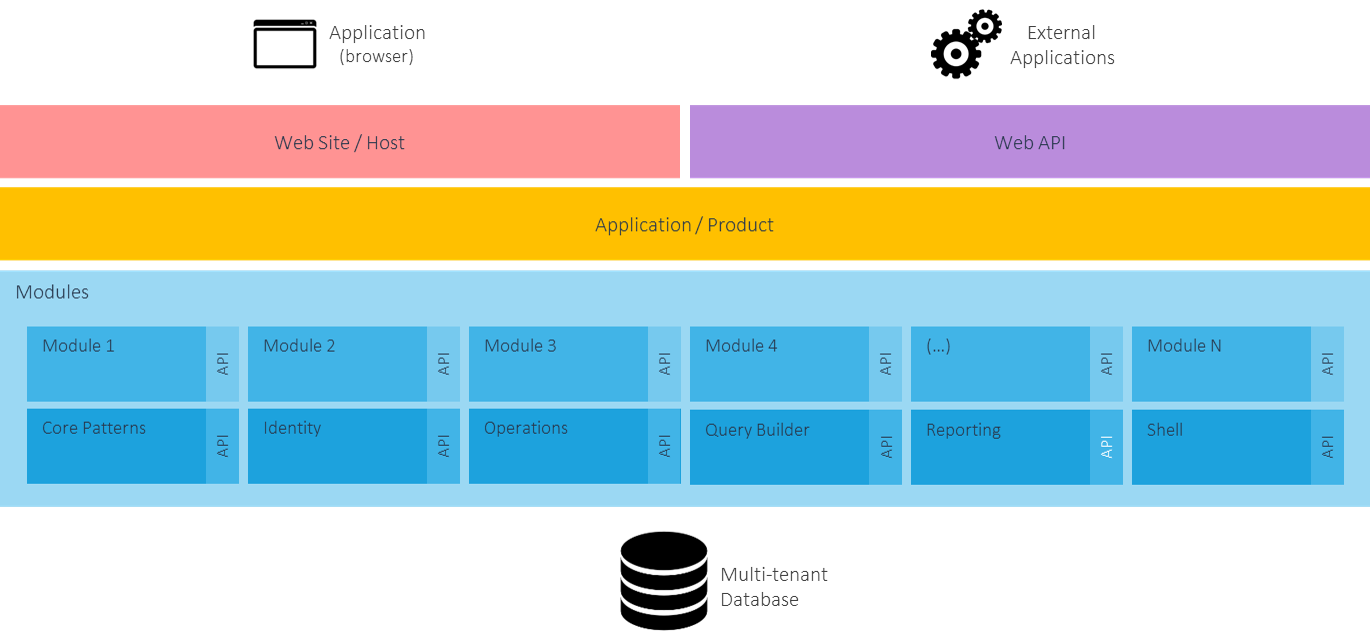 Application
(browser)
External
Applications
Web Site / Host
Web API
Application / Product
Modules
Module 1
API
Module 2
API
Module 3
API
Module 4
API
(...)
API
Module N
API
Core Patterns
API
Identity
API
Operations
API
Query Builder
API
Reporting
API
Shell
API
Multi-tenant
Database